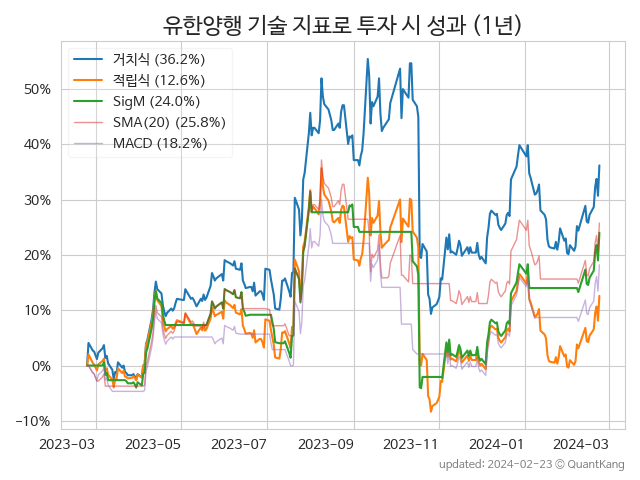 유한양행 기술 지표로 투자 시 성과 (1년)
거치식 (36.2%)
적립식 (12.6%)
SigM (24.0%)
SMA(20) (25.8%)
MACD (18.2%)
50%
40%
30%
20%
10%
0%
−10%
2023-03 2023-05 2023-07 2023-09 2023-11 2024-01 2024-03
updated: 2024-02-23 ⓒ QuantKang